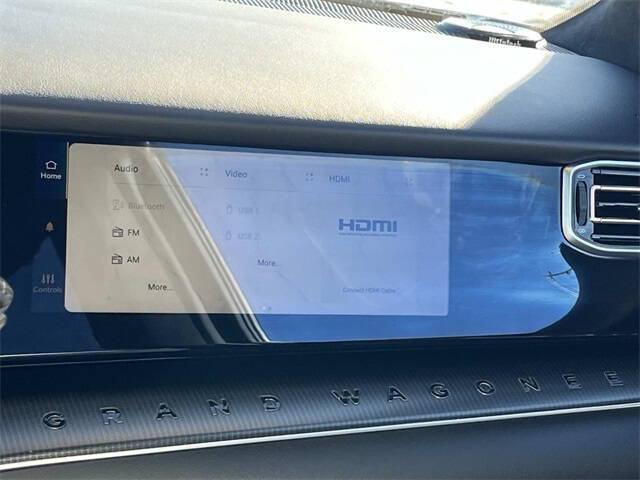 McIntosh
Home
Audio
Video
HDMI
Bluetooth
USB 1
FM
USB 2
HDMI
AM
More...
More...
Connect HDMI Cable
Controls
GRAND WAGONEER